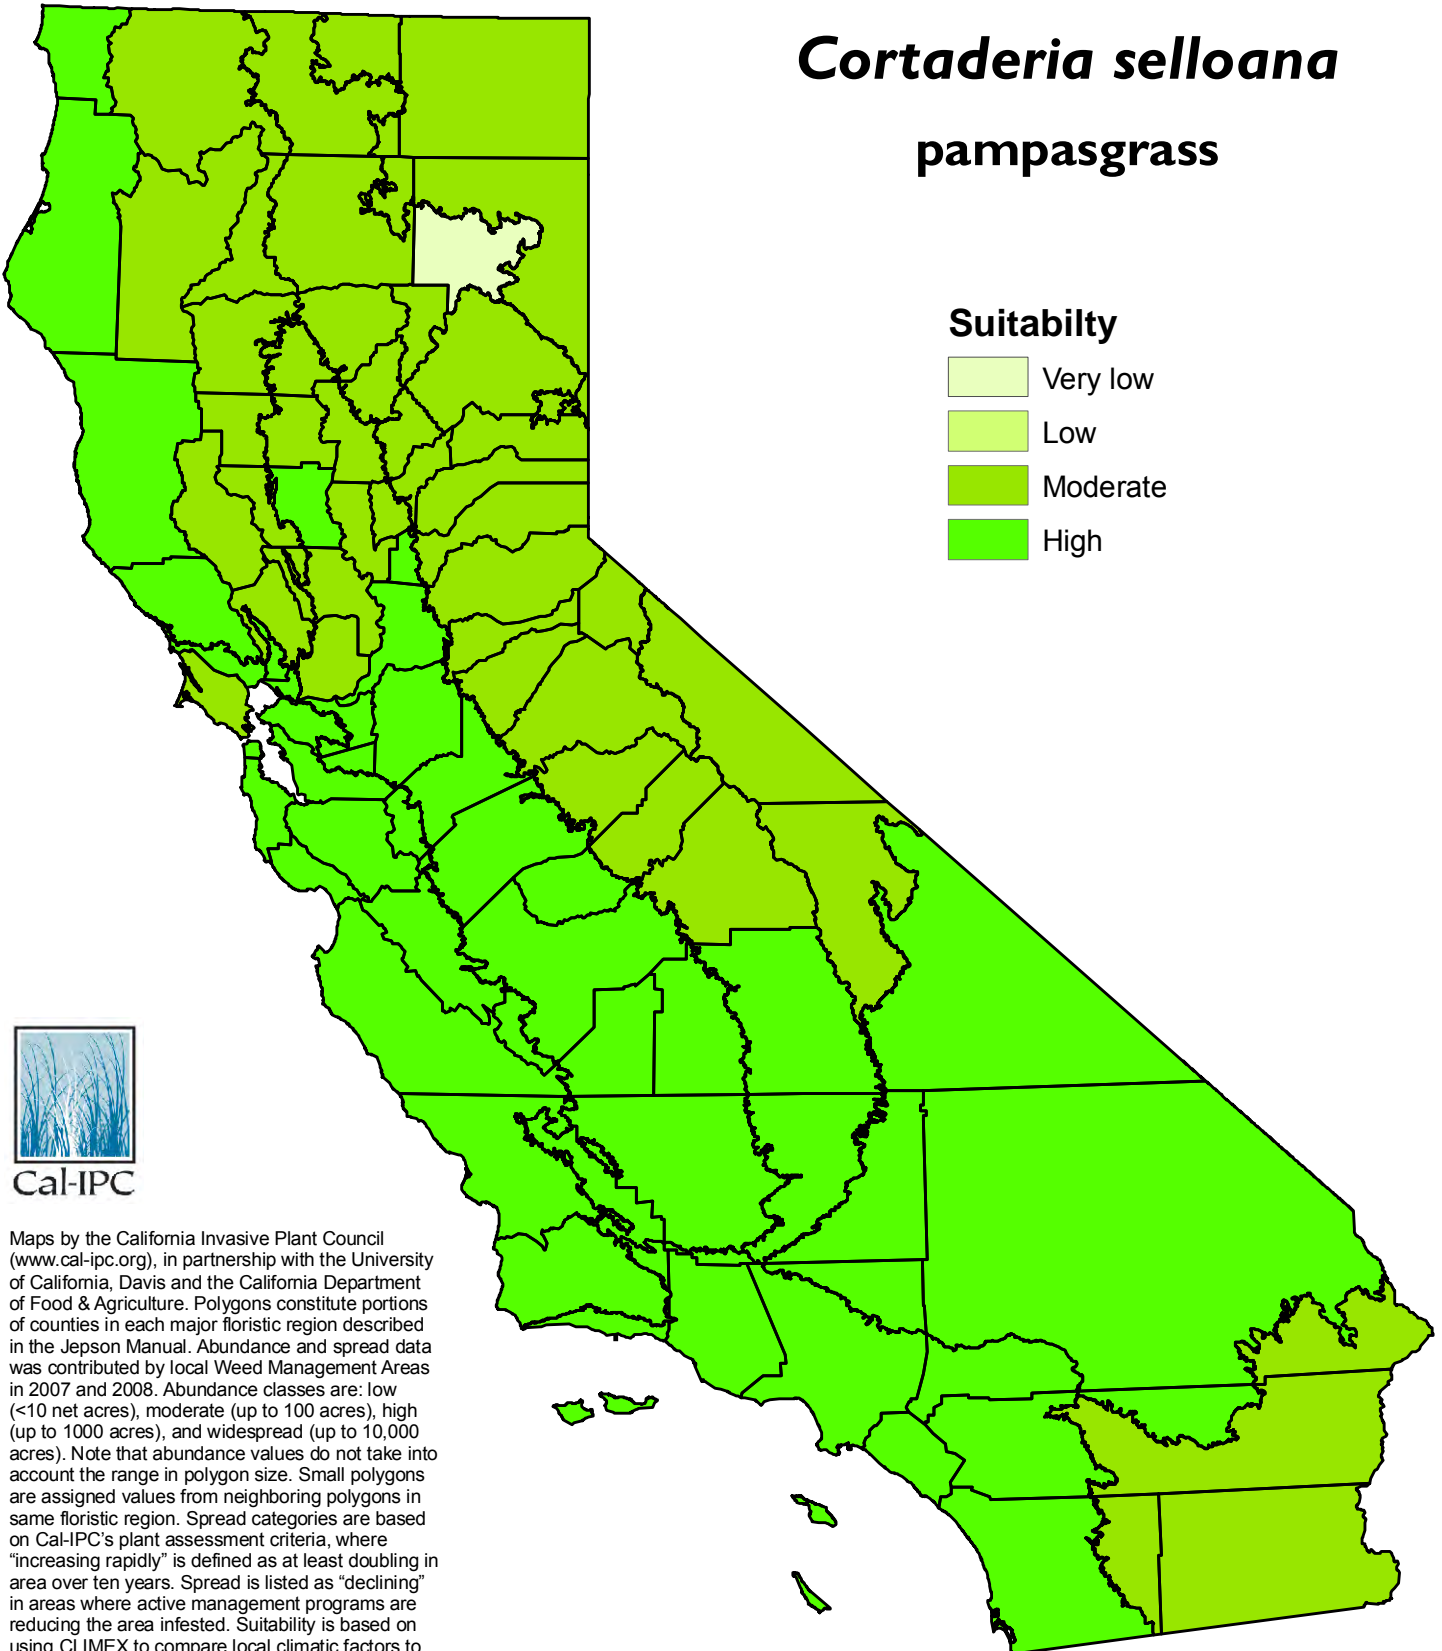 Cortaderia selloana
pampasgrass
Suitabilty
Very low
Low
Moderate
High
Cal-IPC
Maps by the California Invasive Plant Council
(www.cal-ipc.org), in partnership with the University
of California, Davis and the California Department
of Food & Agriculture. Polygons constitute portions
of counties in each major floristic region described
in the Jepson Manual. Abundance and spread data
was contributed by local Weed Management Areas
in 2007 and 2008. Abundance classes are: low
(<10 net acres), moderate (up to 100 acres), high
(up to 1000 acres), and widespread (up to 10,000
acres). Note that abundance values do not take into
account the range in polygon size. Small polygons
are assigned values from neighboring polygons in
same floristic region. Spread categories are based
on Cal-IPC's plant assessment criteria, where
“increasing rapidly” is defined as at least doubling in
area over ten years. Spread is listed as “declining”
in areas where active management programs are
reducing the area infested. Suitability is based on
using CLIMEX to compare local climatic factors to